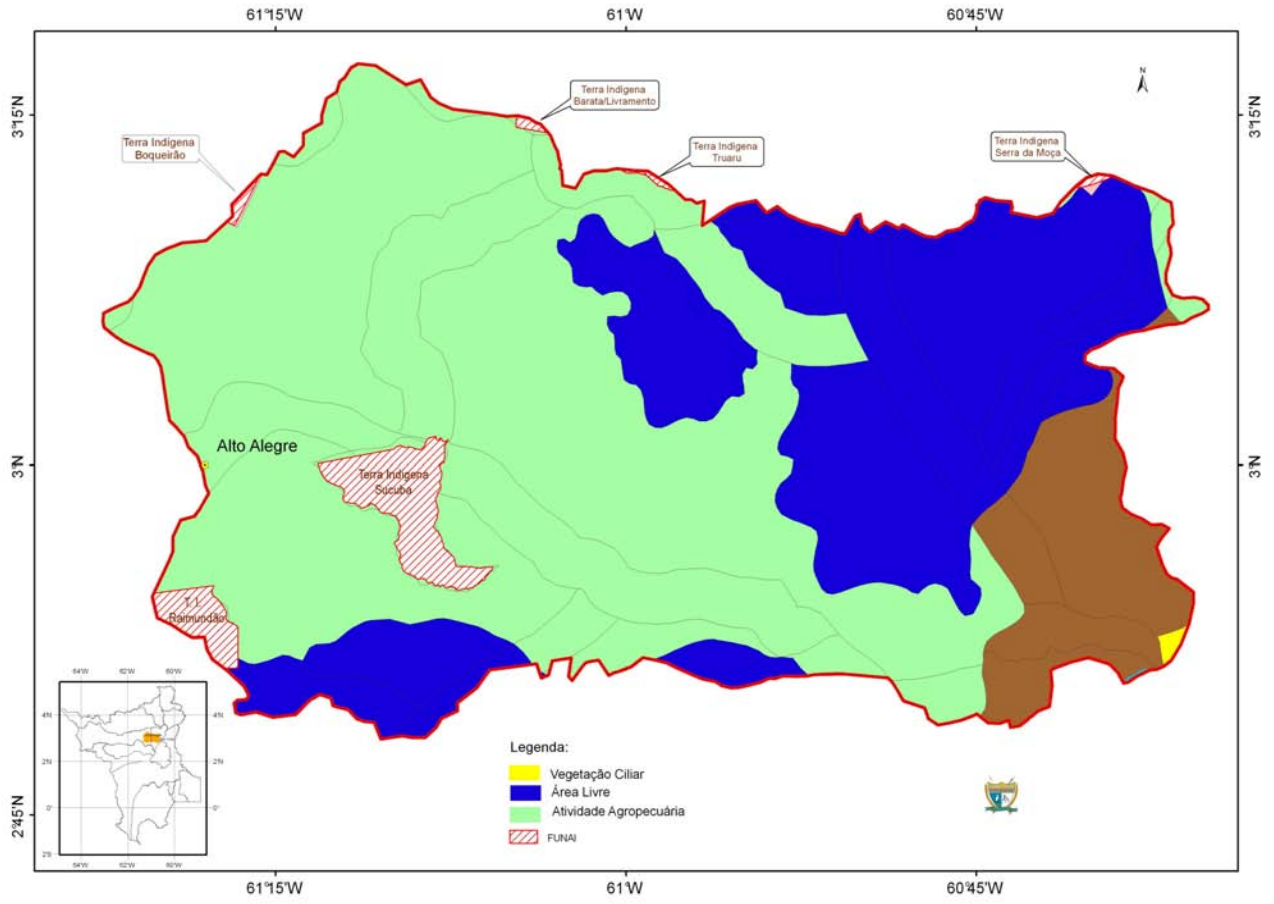 61°15'W
61°W
60°45'W
N
3°15'N
3°15'N
Terra Indígena
Barata/Livramento
Terra Indígena
Boqueirão
Terra Indígena
Truaru
Terra Indígena
Serra da Moça
3°N
3°N
Alto Alegre
Terra Indígena
Sucuba
T. I.
Raimundão
64°W
62°W
60°W
4°N
4°N
2°N
2°N
0°
0°
2°S
2°S
64°W
62°W
60°W
Legenda:
Vegetação Ciliar
Área Livre
Atividade Agropecuária
FUNAI
2°45'N
2°45'N
61°15'W
61°W
60°45'W